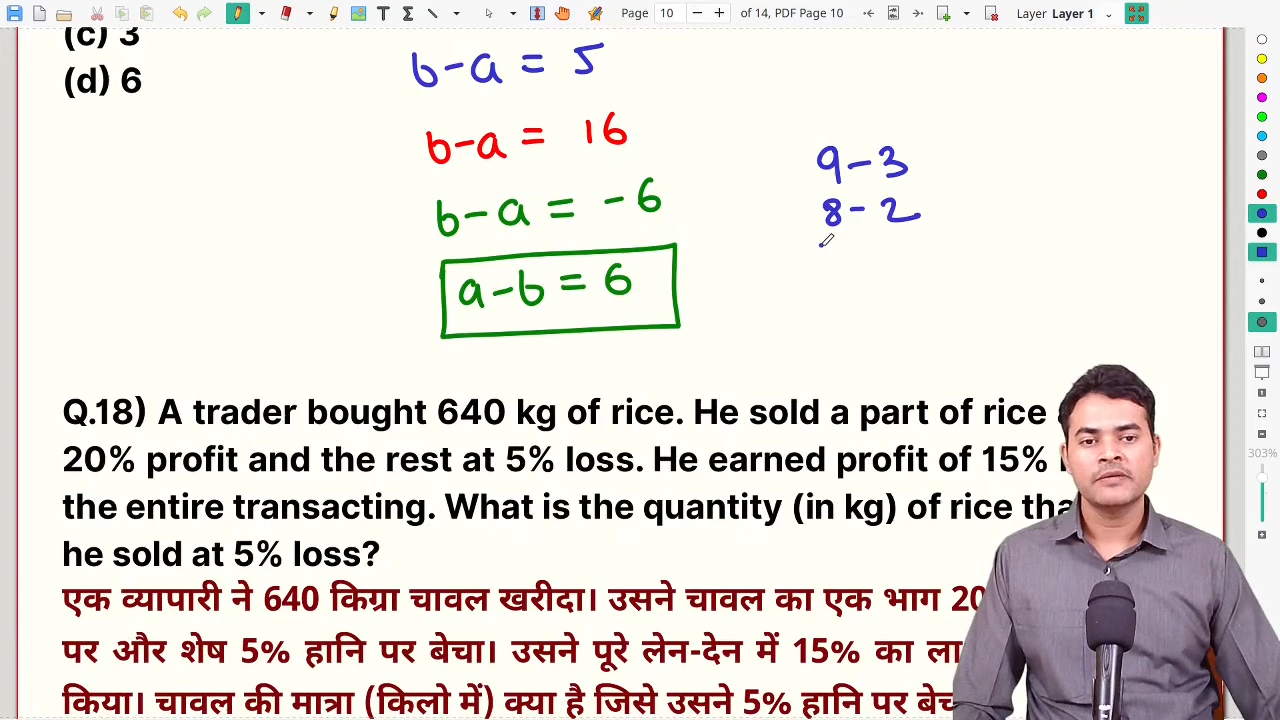 Page 10 of 14, PDF Page 10 Layer Layer 1
(c) 3
(d) 6
b-a = 5
b-a = 16
b-a = -6
a-b = 6
9-3
8-2
Q.18) A trader bought 640 kg of rice. He sold a part of rice
20% profit and the rest at 5% loss. He earned profit of 15%
the entire transacting. What is the quantity (in kg) of rice
he sold at 5% loss?
एक व्यापारी ने 640 किग्रा चावल खरीदा। उसने चावल का एक भाग 20
पर और शेष 5% हानि पर बेचा। उसने पूरे लेन-देन में 15% का
किया। चावल की मात्रा (किलो में) क्या है जिसे उसने 5% हानि पर
303%